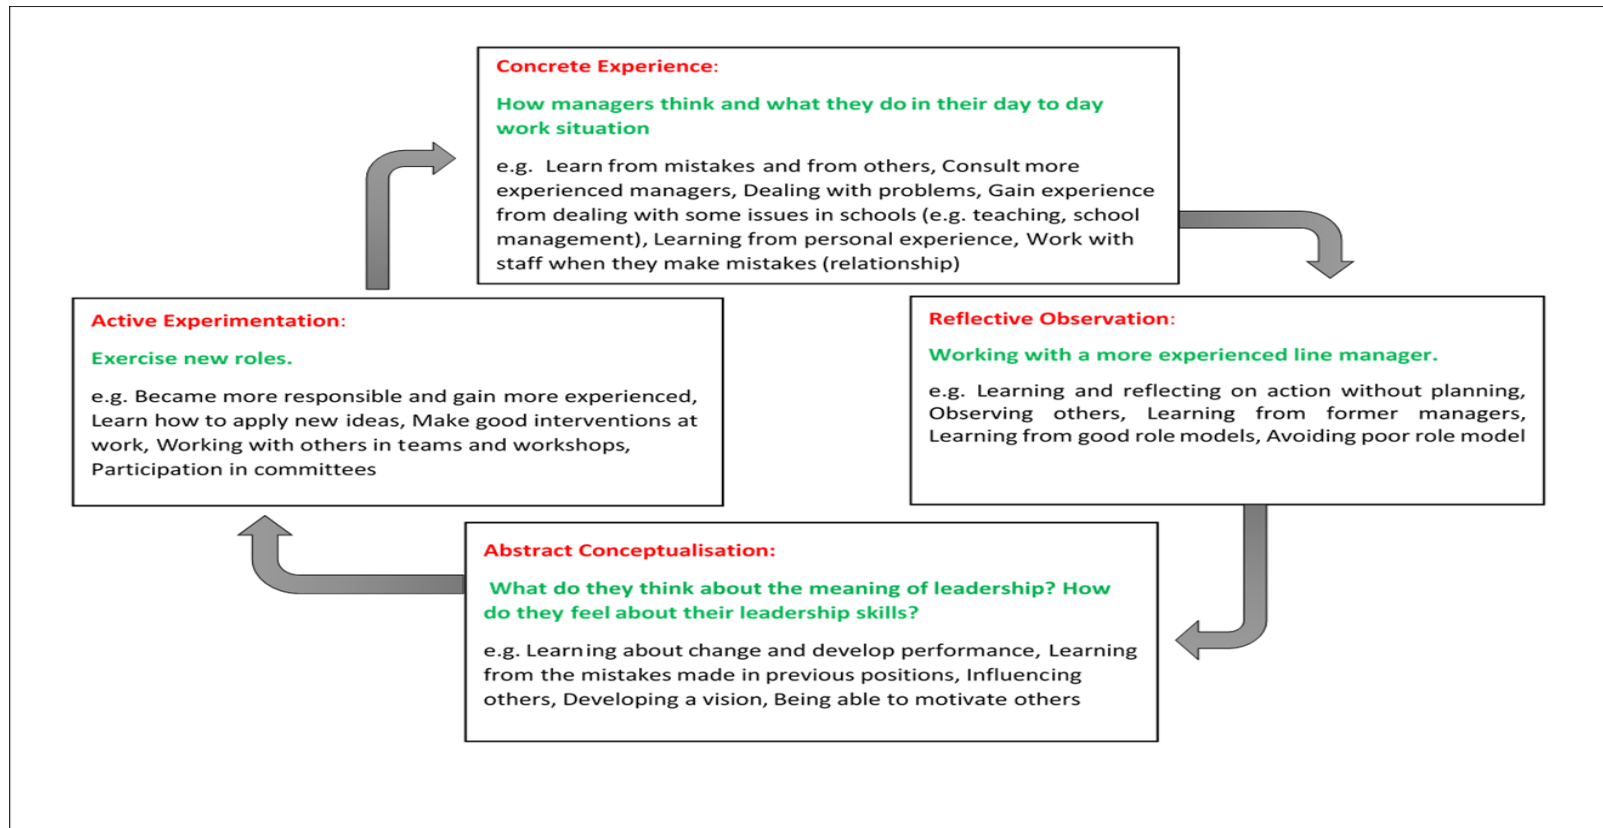 Concrete Experience:
How managers think and what they do in their day to day
work situation
e.g. Learn from mistakes and from others, Consult more
experienced managers, Dealing with problems, Gain experience
from dealing with some issues in schools (e.g. teaching, school
management), Learning from personal experience, Work with
staff when they make mistakes (relationship)
Reflective Observation:
Working with a more experienced line manager.
e.g. Learning and reflecting on action without planning,
Observing others, Learning from former managers,
Learning from good role models, Avoiding poor role model
Abstract Conceptualisation:
What do they think about the meaning of leadership? How
do they feel about their leadership skills?
e.g. Learning about change and develop performance, Learning
from the mistakes made in previous positions, Influencing
others, Developing a vision, Being able to motivate others
Active Experimentation:
Exercise new roles.
e.g. Became more responsible and gain more experienced,
Learn how to apply new ideas, Make good interventions at
work, Working with others in teams and workshops,
Participation in committees